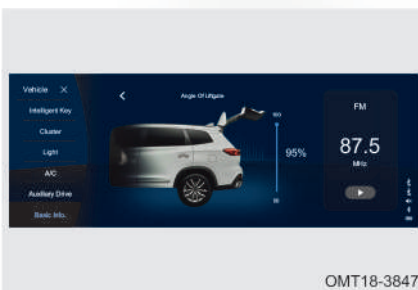 Vehicle
Intelligent Key
Cluster
Light
A/C
Auxiliary Drive
Basic Info.
Angle Of Liftgate
95%
FM
87.5
MHz
OMT18-3847